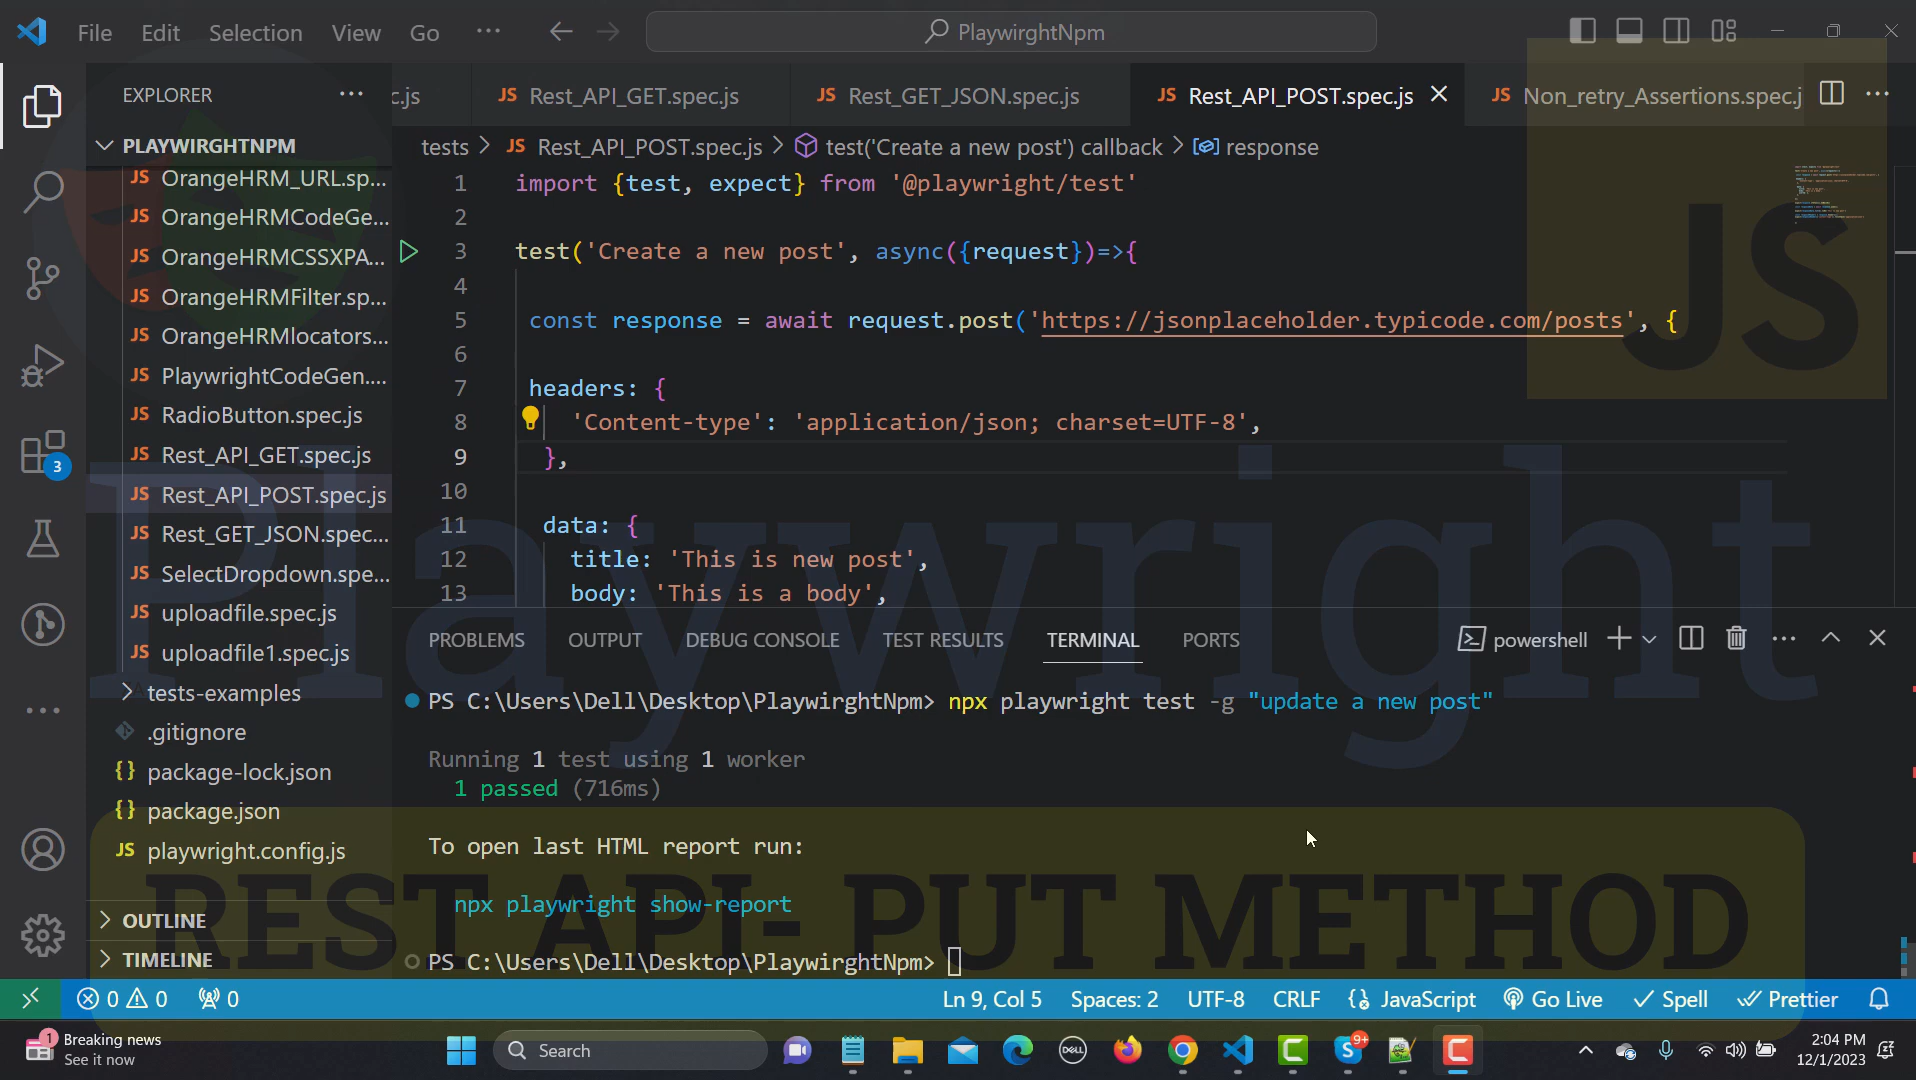 File Edit Selection View Go ··· PlaywirghtNpm
EXPLORER ···
c.js Rest_API_GET.spec.js Rest_GET_JSON.spec.js Rest_API_POST.spec.js Non_retry_Assertions.spec.j
PLAYWIRGHTNPM
tests > JS Rest_API_POST.spec.js > test('Create a new post') callback > response
JS OrangeHRM_URL.sp...
JS OrangeHRMCodeGe...
JS OrangeHRMCSSXPA...
JS OrangeHRMFilter.sp...
JS OrangeHRMlocators...
JS PlaywrightCodeGen....
JS RadioButton.spec.js
JS Rest_API_GET.spec.js
JS Rest_API_POST.spec.js
JS Rest_GET_JSON.spec...
JS SelectDropdown.spe...
JS uploadfile.spec.js
JS uploadfile1.spec.js
tests-examples
.gitignore
{} package-lock.json
{} package.json
JS playwright.config.js
OUTLINE
TIMELINE
3
1 import {test, expect} from '@playwright/test'
2
3 test('Create a new post', async({request})=>{
4
5 const response = await request.post('https://jsonplaceholder.typicode.com/posts', {
6
7 headers: {
8 'Content-type': 'application/json; charset=UTF-8',
9 },
10
11 data: {
12 title: 'This is new post',
13 body: 'This is a body',
JS
Playwright
PROBLEMS OUTPUT DEBUG CONSOLE TEST RESULTS TERMINAL PORTS powershell
PS C:\Users\Dell\Desktop\PlaywirghtNpm> npx playwright test -g "update a new post"
Running 1 test using 1 worker
1 passed (716ms)
To open last HTML report run:
npx playwright show-report
PS C:\Users\Dell\Desktop\PlaywirghtNpm>
REST API- PUT METHOD
0 0 0 Ln 9, Col 5 Spaces: 2 UTF-8 CRLF JavaScript Go Live Spell Prettier
1 Breaking news
See it now
Search
DELL
9+
2:04 PM
12/1/2023